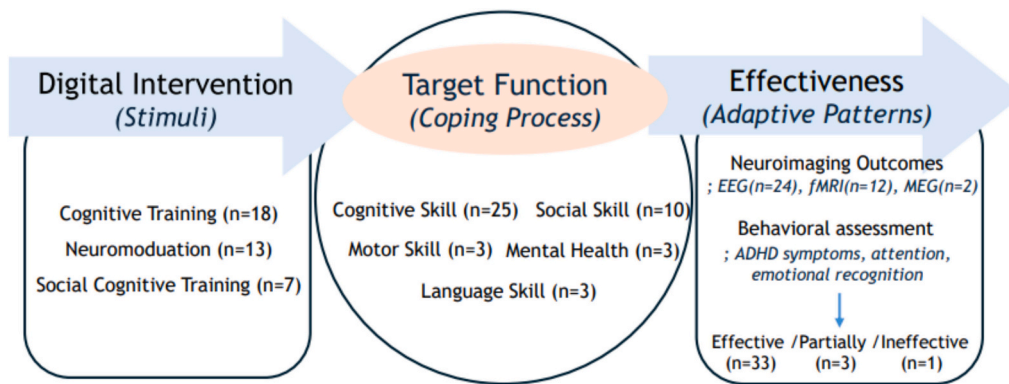 Digital Intervention
(Stimuli)
Cognitive Training (n=18)
Neuromoduation (n=13)
Social Cognitive Training (n=7)
Target Function
(Coping Process)
Cognitive Skill (n=25) Social Skill (n=10)
Motor Skill (n=3) Mental Health (n=3)
Language Skill (n=3)
Effectiveness
(Adaptive Patterns)
Neuroimaging Outcomes
; EEG(n=24), fMRI(n=12), MEG(n=2)
Behavioral assessment
; ADHD symptoms, attention,
emotional recognition
Effective /Partially /Ineffective
(n=33) (n=3) (n=1)